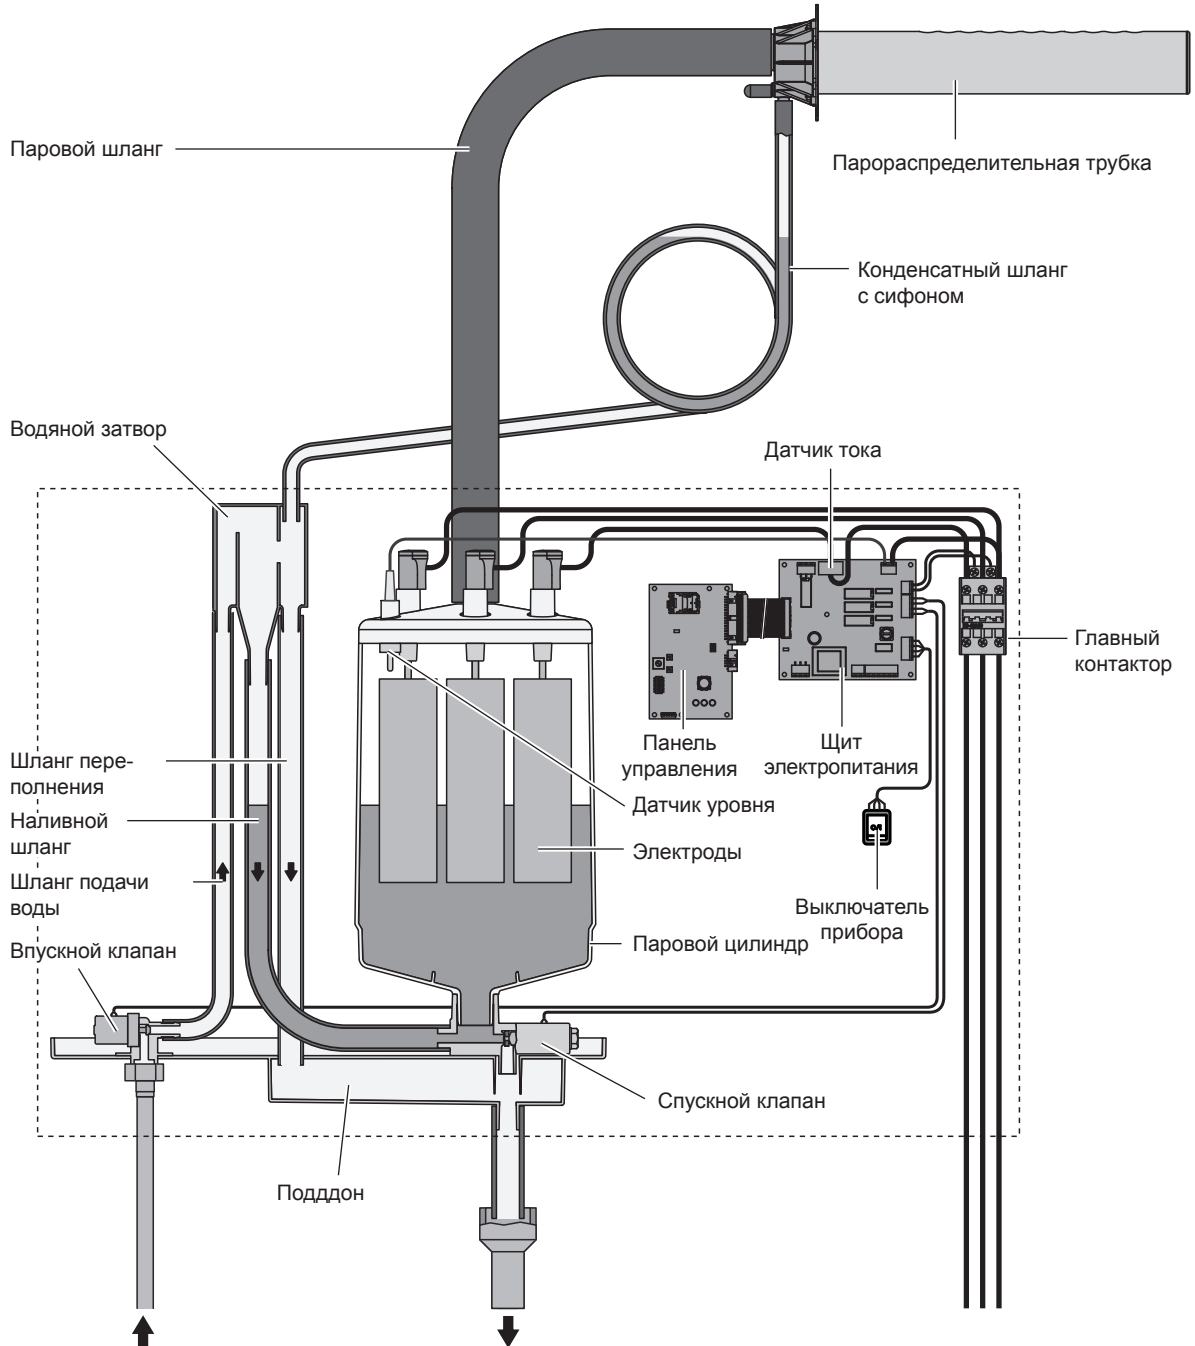 Паровой шланг
Парораспределительная трубка
Конденсатный шланг
с сифоном
Водяной затвор
Датчик тока
Главный
контактор
Панель
управления
Щит
электропитания
Шланг пере-
полнения
Датчик уровня
Наливной
шланг
Электроды
Шланг подачи
воды
Выключатель
прибора
Впускной клапан
Паровой цилиндр
Спускной клапан
Подддон